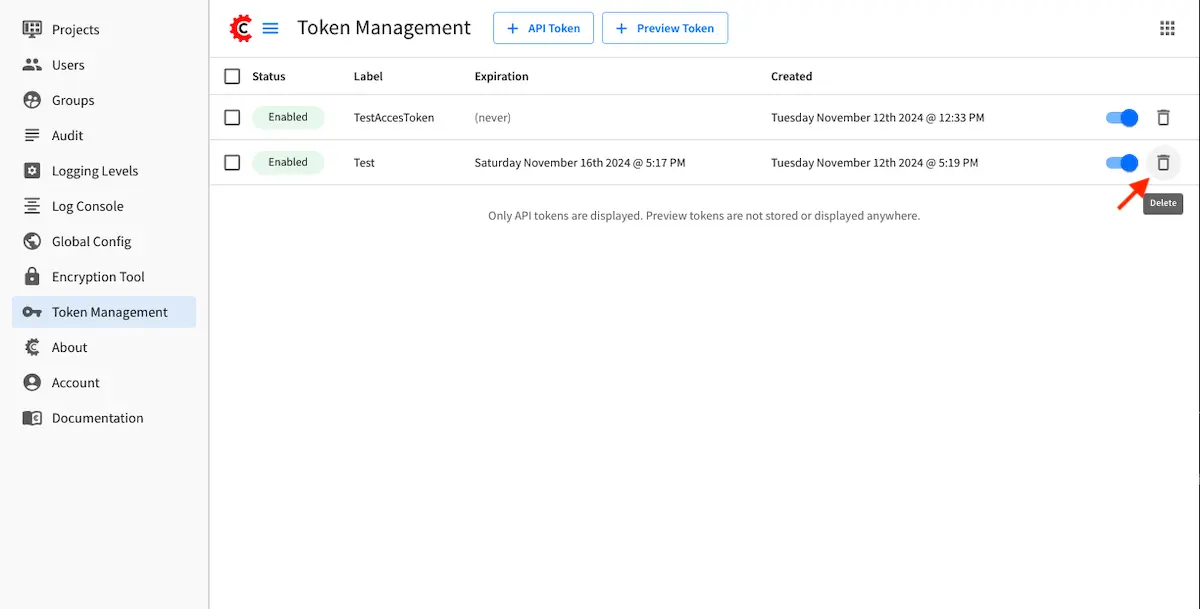 Projects
Users
Groups
Audit
Logging Levels
Log Console
Global Config
Encryption Tool
Token Management
About
Account
Documentation
Token Management + API Token + Preview Token
Status Label Expiration Created
Enabled TestAccesToken (never) Tuesday November 12th 2024 @ 12:33 PM
Enabled Test Saturday November 16th 2024 @ 5:17 PM Tuesday November 12th 2024 @ 5:19 PM
Delete
Only API tokens are displayed. Preview tokens are not stored or displayed anywhere.